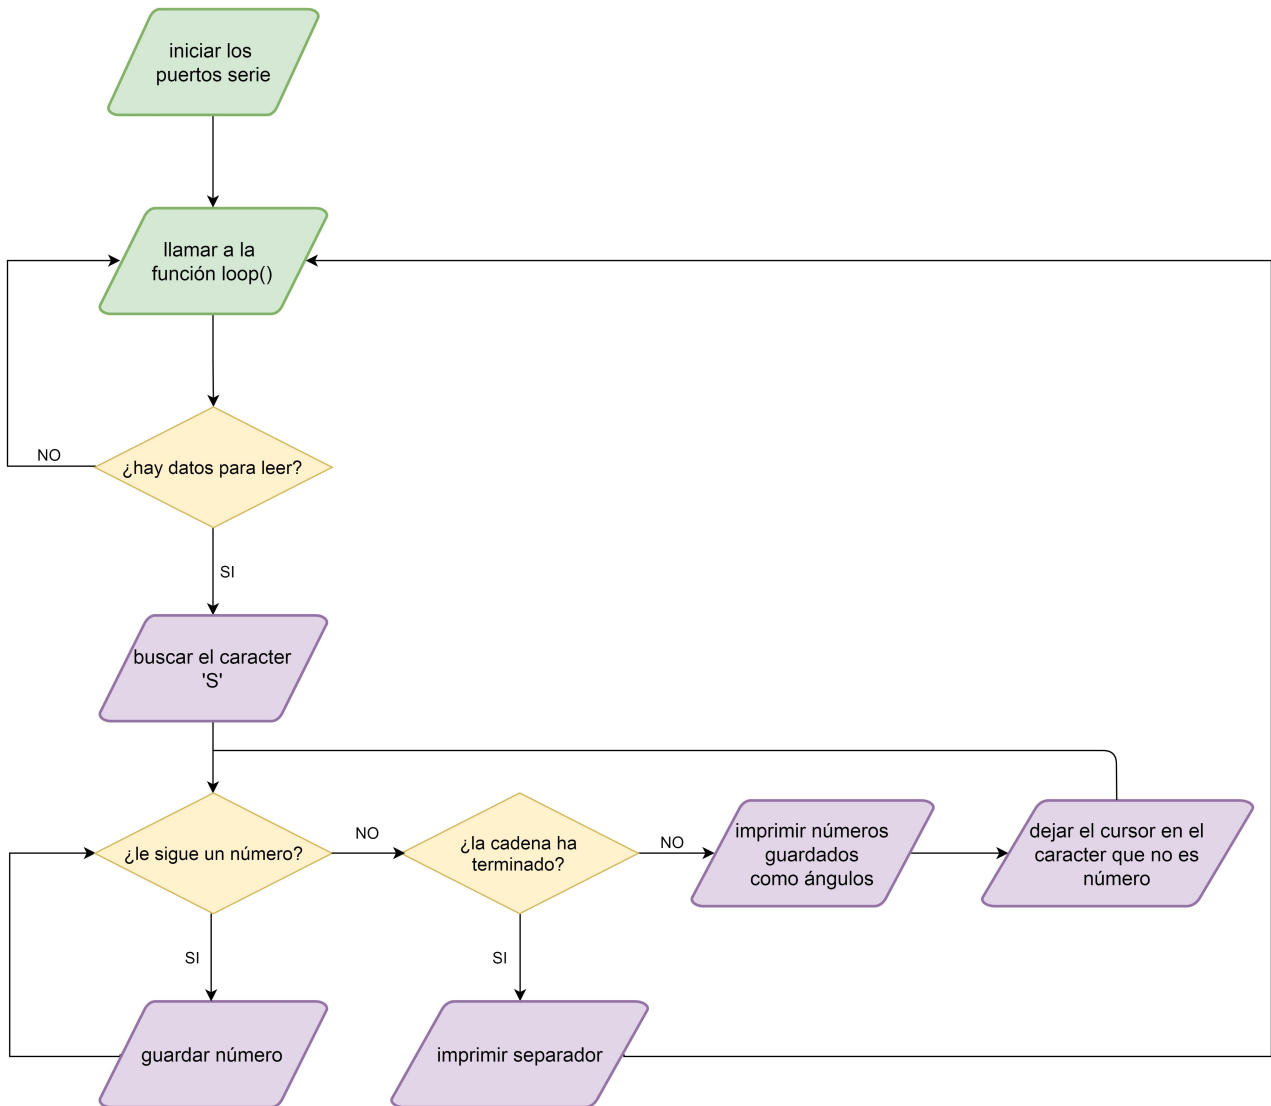 iniciar los
puertos serie
llamar a la
función loop()
NO
¿hay datos para leer?
SI
buscar el caracter
'S'
¿le sigue un número?
NO
¿la cadena ha
terminado?
NO
imprimir números
guardados
como ángulos
dejar el cursor en el
caracter que no es
número
SI
SI
guardar número
imprimir separador